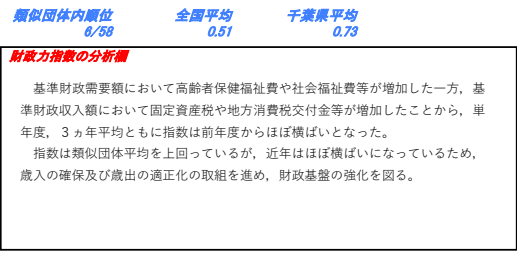 類似団体内順位 全国平均 千葉県平均
6/58 0.51 0.73
財政力指数の分析欄
基準財政需要額において高齢者保健福祉費や社会福祉費等が増加した一方，基
準財政収入額において固定資産税や地方消費税交付金等が増加したことから，単
年度，３ヵ年平均ともに指数は前年度からほぼ横ばいとなった。
指数は類似団体平均を上回っているが，近年はほぼ横ばいになっているため，
歳入の確保及び歳出の適正化の取組を進め，財政基盤の強化を図る。